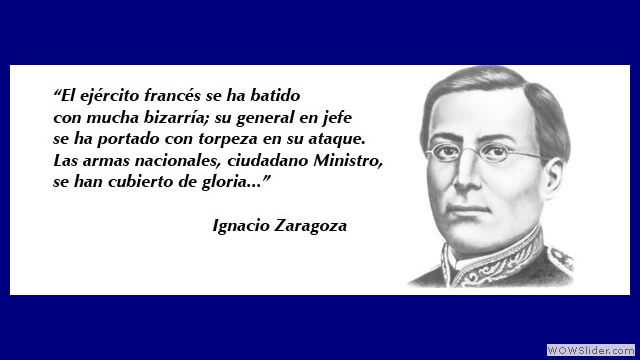 “El ejército francés se ha batido
con mucha bizarría; su general en jefe
se ha portado con torpeza en su ataque.
Las armas nacionales, ciudadano Ministro,
se han cubierto de gloria...”
Ignacio Zaragoza
WOWSlider.com